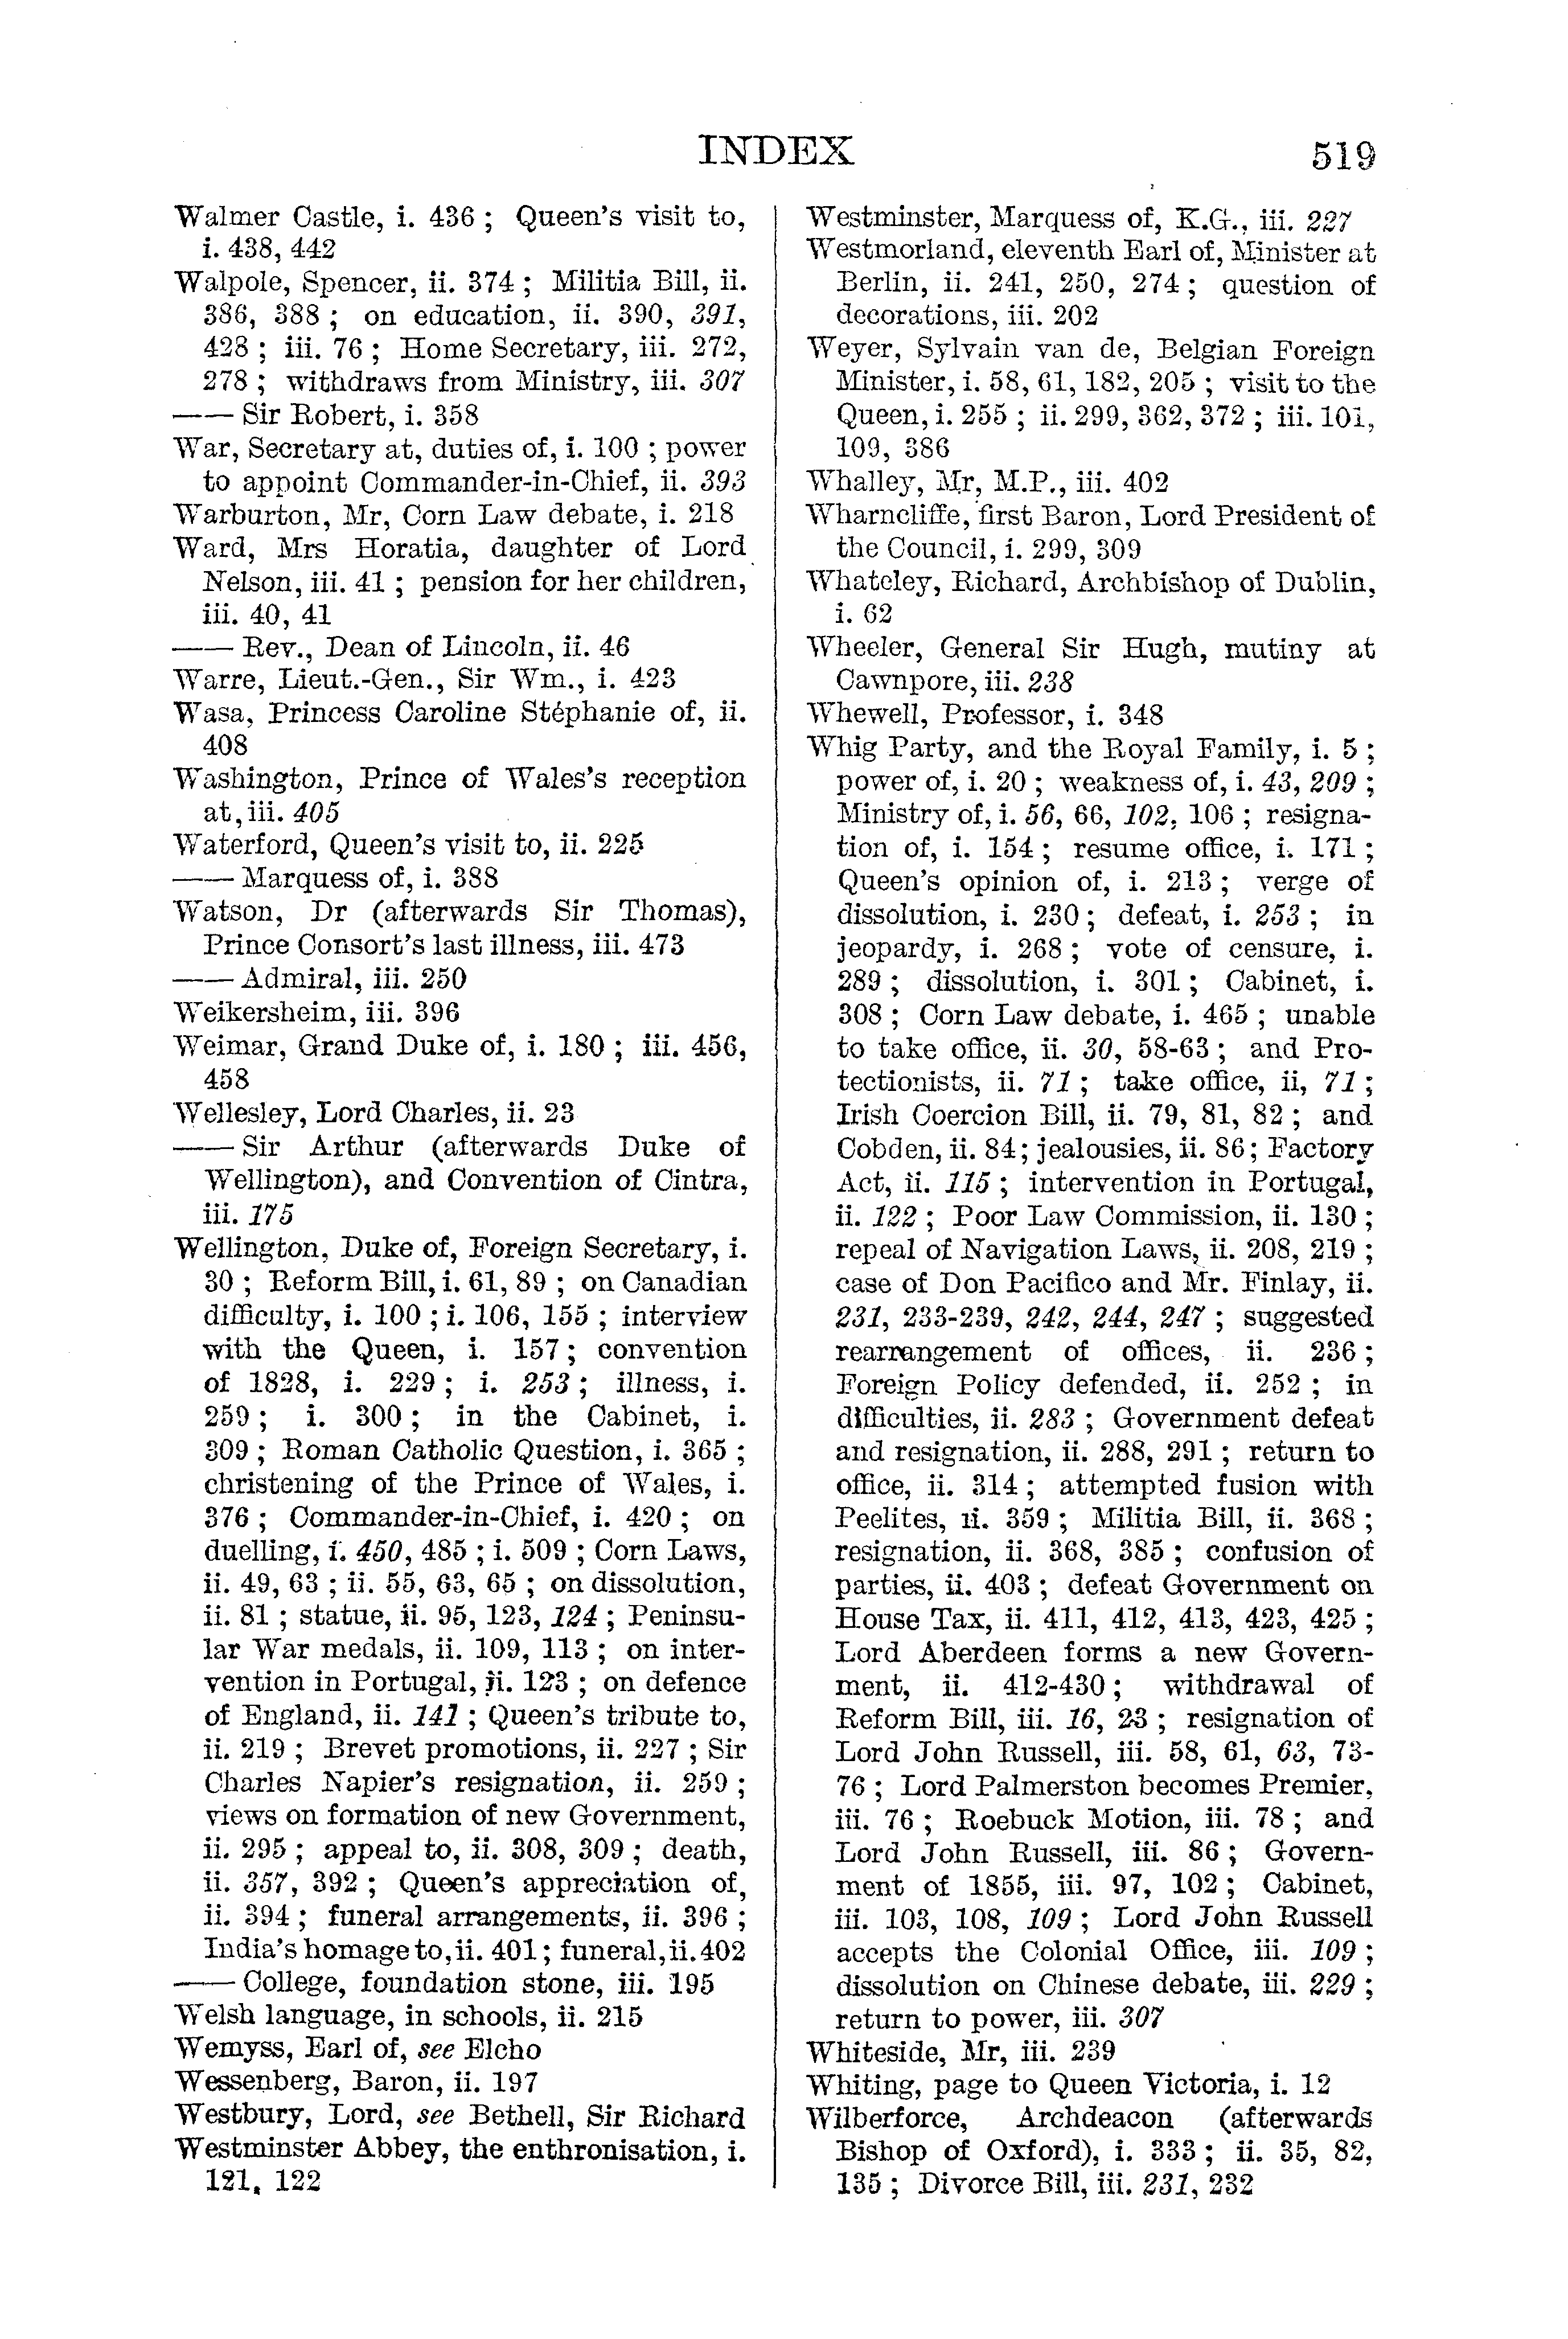 INDEX 519
Walmer Castle, i. 436 ; Queen's visit to,
i. 438, 442
Walpole, Spencer, ii. 374 ; Militia Bill, ii.
386, 388 ; on education, ii. 390, 391,
428 ; iii. 76 ; Home Secretary, iii. 272,
278 ; withdraws from Ministry, iii. 307
—— Sir Robert, i. 358
War, Secretary at, duties of, i. 100 ; power
to appoint Commander-in-Chief, ii. 393
Warburton, Mr, Corn Law debate, i. 218
Ward, Mrs Horatia, daughter of Lord
Nelson, iii. 41 ; pension for her children,
iii. 40, 41
—— Rev., Dean of Lincoln, ii. 46
Warre, Lieut.-Gen., Sir Wm., i. 423
Wasa, Princess Caroline Stéphanie of, ii.
408
Washington, Prince of Wales's reception
at, iii. 405
Waterford, Queen's visit to, ii. 225
—— Marquess of, i. 388
Watson, Dr (afterwards Sir Thomas),
Prince Consort's last illness, iii. 473
—— Admiral, iii. 250
Weikersheim, iii. 396
Weimar, Grand Duke of, i. 180 ; iii. 456,
458
Wellesley, Lord Charles, ii. 23
—— Sir Arthur (afterwards Duke of
Wellington), and Convention of Cintra,
iii. 175
Wellington, Duke of, Foreign Secretary, i.
30 ; Reform Bill, i. 61, 89 ; on Canadian
difficulty, i. 100 ; i. 106, 155 ; interview
with the Queen, i. 157 ; convention
of 1828, i. 229 ; i. 253 ; illness, i.
259 ; i. 300 ; in the Cabinet, i.
309 ; Roman Catholic Question, i. 365 ;
christening of the Prince of Wales, i.
376 ; Commander-in-Chief, i. 420 ; on
duelling, i. 450, 485 ; i. 509 ; Corn Laws,
ii. 49, 63 ; ii. 55, 63, 65 ; on dissolution,
ii. 81 ; statue, ii. 95, 123, 124 ; Peninsu-
lar War medals, ii. 109, 113 ; on inter-
vention in Portugal, ii. 123 ; on defence
of England, ii. 141 ; Queen's tribute to,
ii. 219 ; Brevet promotions, ii. 227 ; Sir
Charles Napier's resignation, ii. 259 ;
views on formation of new Government,
ii. 295 ; appeal to, ii. 308, 309 ; death,
ii. 357, 392 ; Queen's appreciation of,
ii. 394 ; funeral arrangements, ii. 396 ;
India's homage to, ii. 401 ; funeral, ii. 402
—— College, foundation stone, iii. 195
Welsh language, in schools, ii. 215
Wemyss, Earl of, see Elcho
Wessenberg, Baron, ii. 197
Westbury, Lord, see Bethell, Sir Richard
Westminster Abbey, the enthronisation, i.
121, 122
Westminster, Marquess of, K.G., iii. 227
Westmorland, eleventh Earl of, Minister at
Berlin, ii. 241, 250, 274 ; question of
decorations, iii. 202
Weyer, Sylvain van de, Belgian Foreign
Minister, i. 58, 61, 182, 205 ; visit to the
Queen, i. 255 ; ii. 299, 362, 372 ; iii. 101,
109, 386
Whalley, Mr, M.P., iii. 402
Wharncliffe, first Baron, Lord President of
the Council, i. 299, 309
Whateley, Richard, Archbishop of Dublin,
i. 62
Wheeler, General Sir Hugh, mutiny at
Cawnpore, iii. 238
Whewell, Professor, i. 348
Whig Party, and the Royal Family, i. 5 ;
power of, i. 20 ; weakness of, i. 43, 209 ;
Ministry of, i. 56, 66, 102, 106 ; resigna-
tion of, i. 154 ; resume office, i. 171 ;
Queen's opinion of, i. 213 ; verge of
dissolution, i. 230 ; defeat, i. 253 ; in
jeopardy, i. 268 ; vote of censure, i.
289 ; dissolution, i. 301 ; Cabinet, i.
308 ; Corn Law debate, i. 465 ; unable
to take office, ii. 30, 58-63 ; and Pro-
tectionists, ii. 71 ; take office, ii, 71 ;
Irish Coercion Bill, ii. 79, 81, 82 ; and
Cobden, ii. 84 ; jealousies, ii. 86 ; Factory
Act, ii. 115 ; intervention in Portugal,
ii. 122 ; Poor Law Commission, ii. 130 ;
repeal of Navigation Laws, ii. 208, 219 ;
case of Don Pacifico and Mr. Finlay, ii.
231, 233-239, 242, 244, 247 ; suggested
rearrangement of offices, ii. 236 ;
Foreign Policy defended, ii. 252 ; in
difficulties, ii. 283 ; Government defeat
and resignation, ii. 288, 291 ; return to
office, ii. 314 ; attempted fusion with
Peelites, ii. 359 ; Militia Bill, ii. 368 ;
resignation, ii. 368, 385 ; confusion of
parties, ii. 403 ; defeat Government on
House Tax, ii. 411, 412, 413, 423, 425 ;
Lord Aberdeen forms a new Govern-
ment, ii. 412-430 ; withdrawal of
Reform Bill, iii. 16, 23 ; resignation of
Lord John Russell, iii. 58, 61, 63, 73-
76 ; Lord Palmerston becomes Premier,
iii. 76 ; Roebuck Motion, iii. 78 ; and
Lord John Russell, iii. 86 ; Govern-
ment of 1855, iii. 97, 102 ; Cabinet,
iii. 103, 108, 109 ; Lord John Russell
accepts the Colonial Office, iii. 109 ;
dissolution on Chinese debate, iii. 229 ;
return to power, iii. 307
Whiteside, Mr, iii. 239
Whiting, page to Queen Victoria, i. 12
Wilberforce, Archdeacon (afterwards
Bishop of Oxford), i. 333 ; ii. 35, 82,
135 ; Divorce Bill, iii. 231, 232